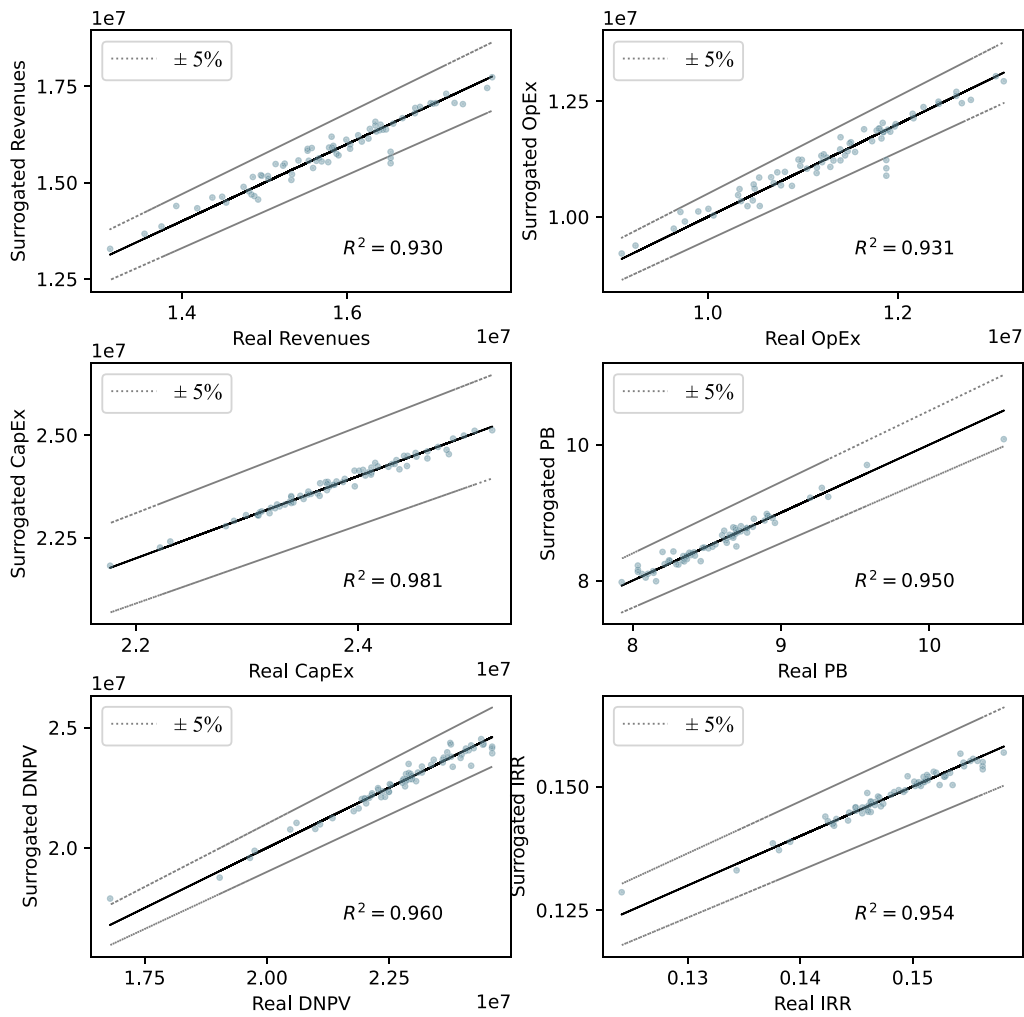 1e7
± 5%
Surrogated Revenues
1.75
1.50
1.25
R² = 0.930
1.4
1.6
Real Revenues
1e7
1e7
± 5%
Surrogated OpEx
1.25
1.00
R² = 0.931
1.0
1.2
Real OpEx
1e7
1e7
± 5%
Surrogated CapEx
2.50
2.25
R² = 0.981
2.2
2.4
Real CapEx
1e7
± 5%
Surrogated PB
10
8
R² = 0.950
8
9
10
Real PB
1e7
± 5%
Surrogated DNPV
2.5
2.0
R² = 0.960
1.75
2.00
2.25
Real DNPV
1e7
± 5%
Surrogated IRR
0.150
0.125
R² = 0.954
0.13
0.14
0.15
Real IRR